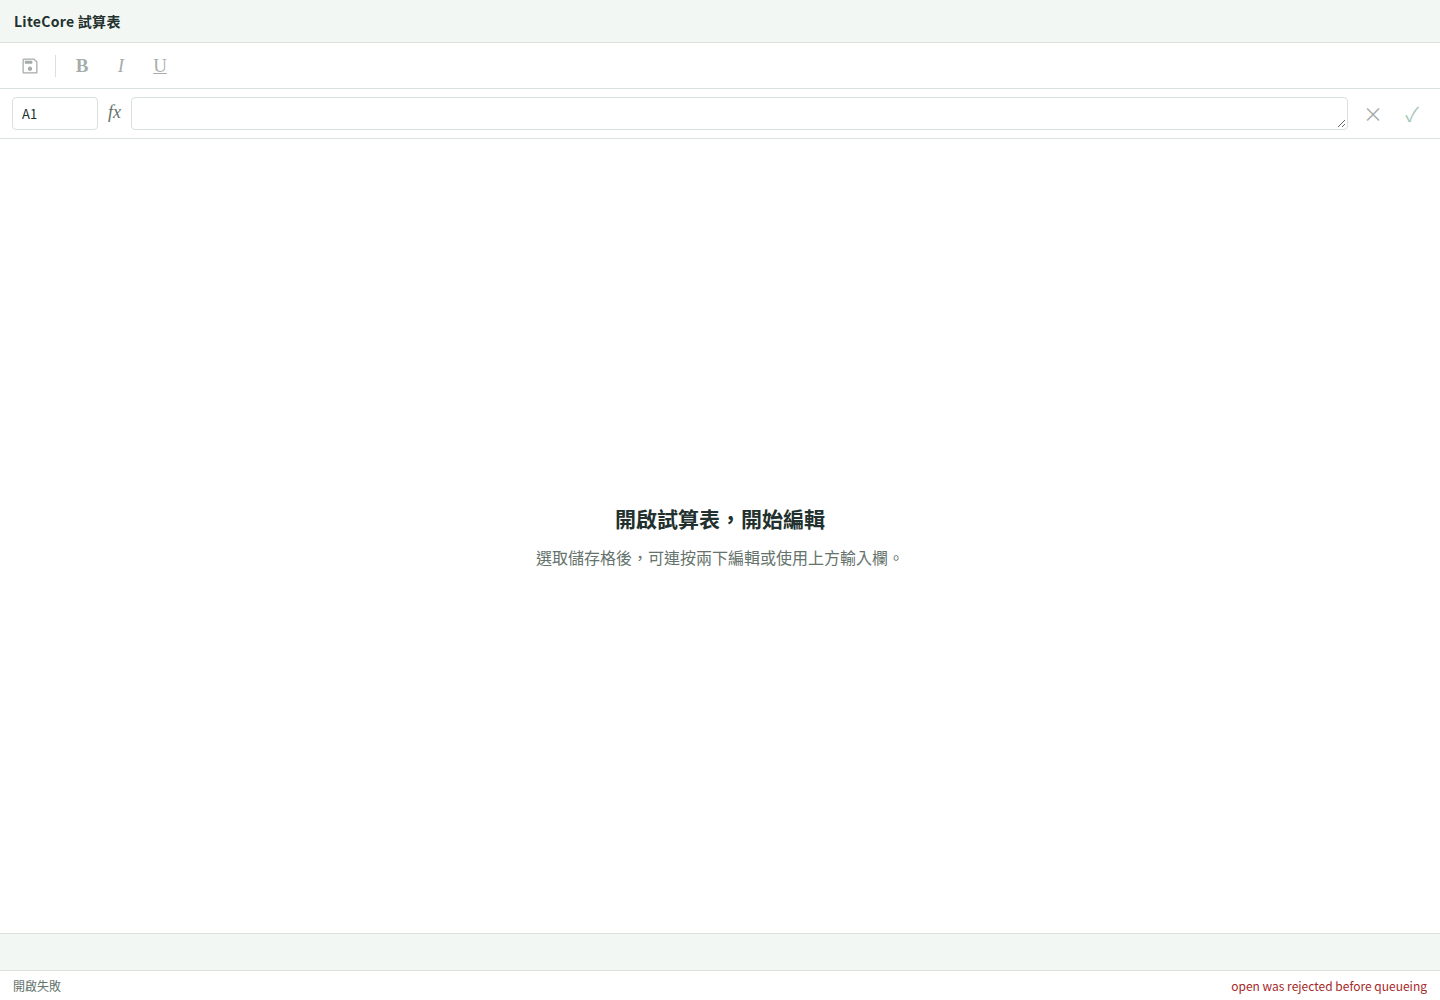 LiteCore 試算表
B I U
A1 fx
開啟試算表，開始編輯
選取儲存格後，可連按兩下編輯或使用上方輸入欄。
開啟失敗 open was rejected before queueing